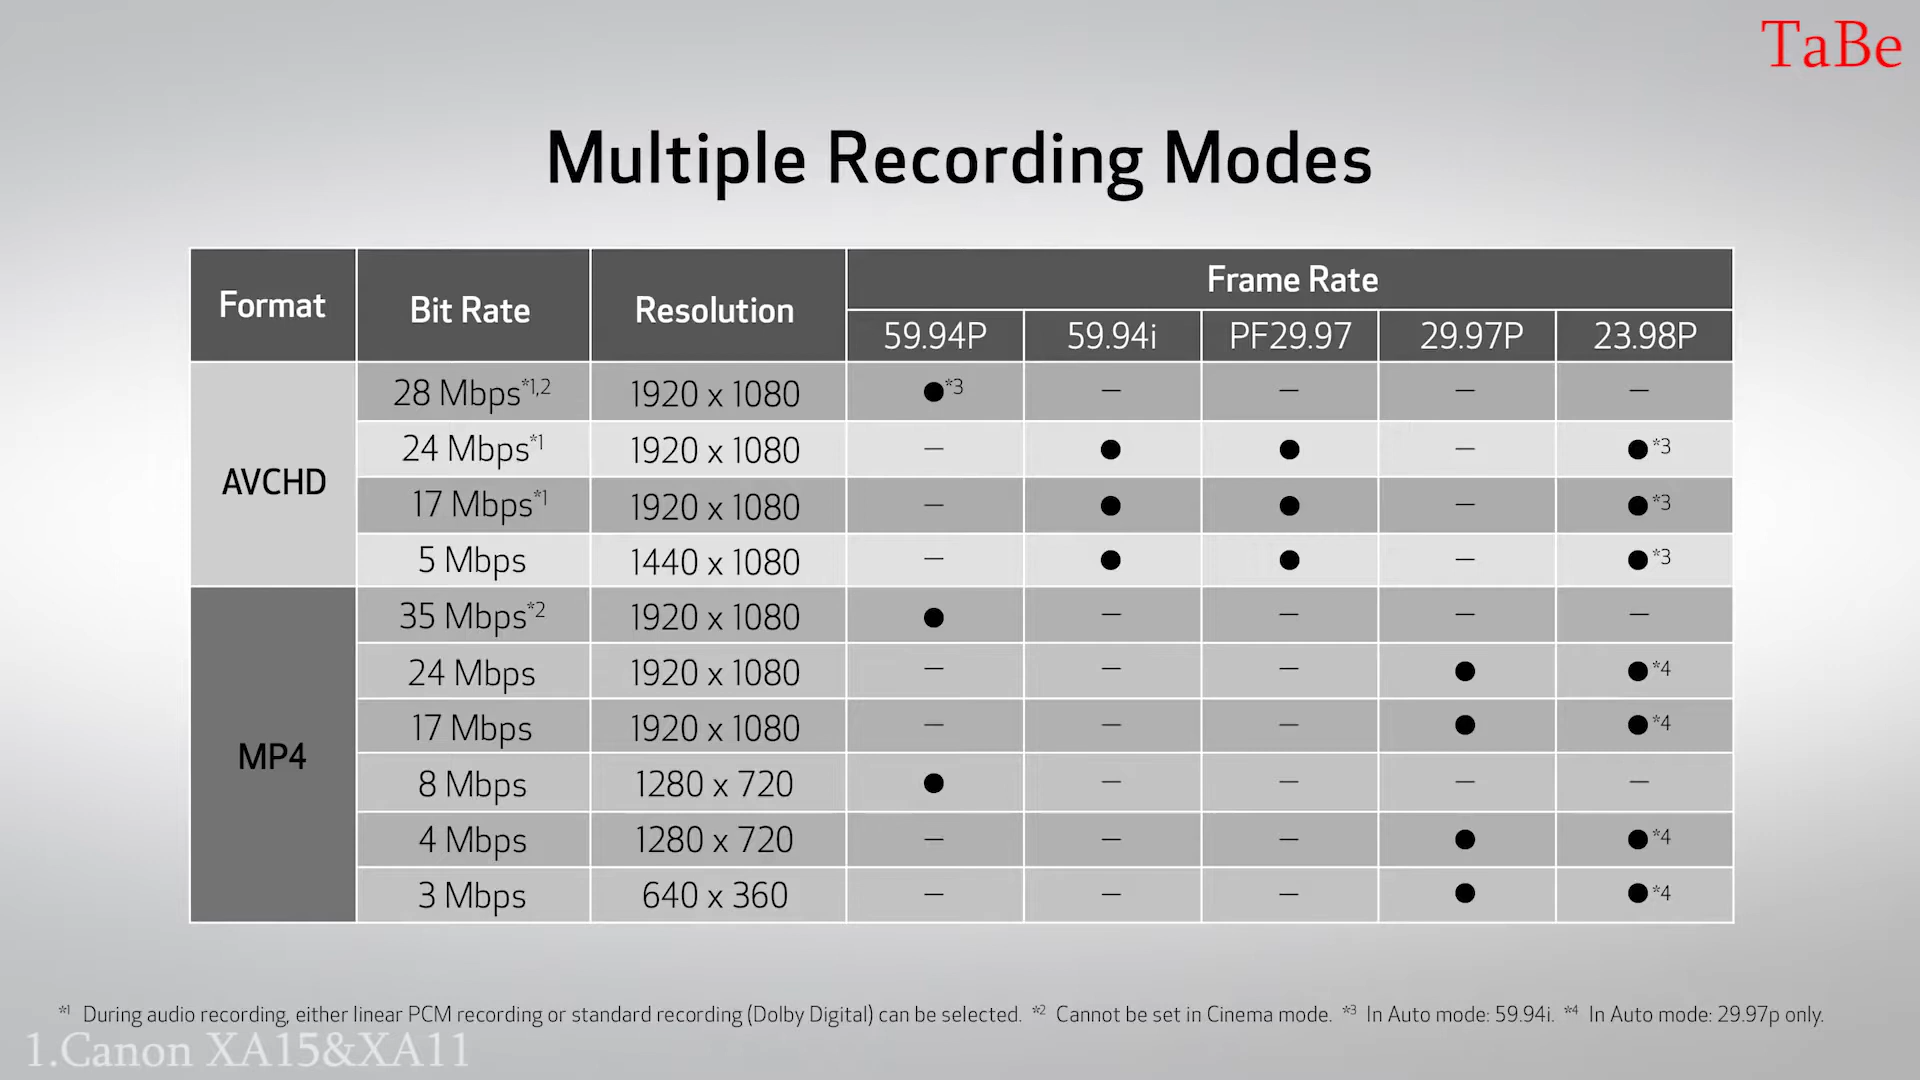 TaBe
Multiple Recording Modes
Format Bit Rate Resolution Frame Rate
59.94P 59.94i PF29.97 29.97P 23.98P
AVCHD
28 Mbps*1,2 1920 x 1080 ●*3 – – – –
24 Mbps*1 1920 x 1080 – ● ● – ●*3
17 Mbps*1 1920 x 1080 – ● ● – ●*3
5 Mbps 1440 x 1080 – ● ● – ●*3
MP4
35 Mbps*2 1920 x 1080 ● – – – –
24 Mbps 1920 x 1080 – – – ● ●*4
17 Mbps 1920 x 1080 – – – ● ●*4
8 Mbps 1280 x 720 ● – – – –
4 Mbps 1280 x 720 – – – ● ●*4
3 Mbps 640 x 360 – – – ● ●*4
*1 During audio recording, either linear PCM recording or standard recording (Dolby Digital) can be selected. *2 Cannot be set in Cinema mode. *3 In Auto mode: 59.94i. *4 In Auto mode: 29.97p only.
1.Canon XA15&XA11